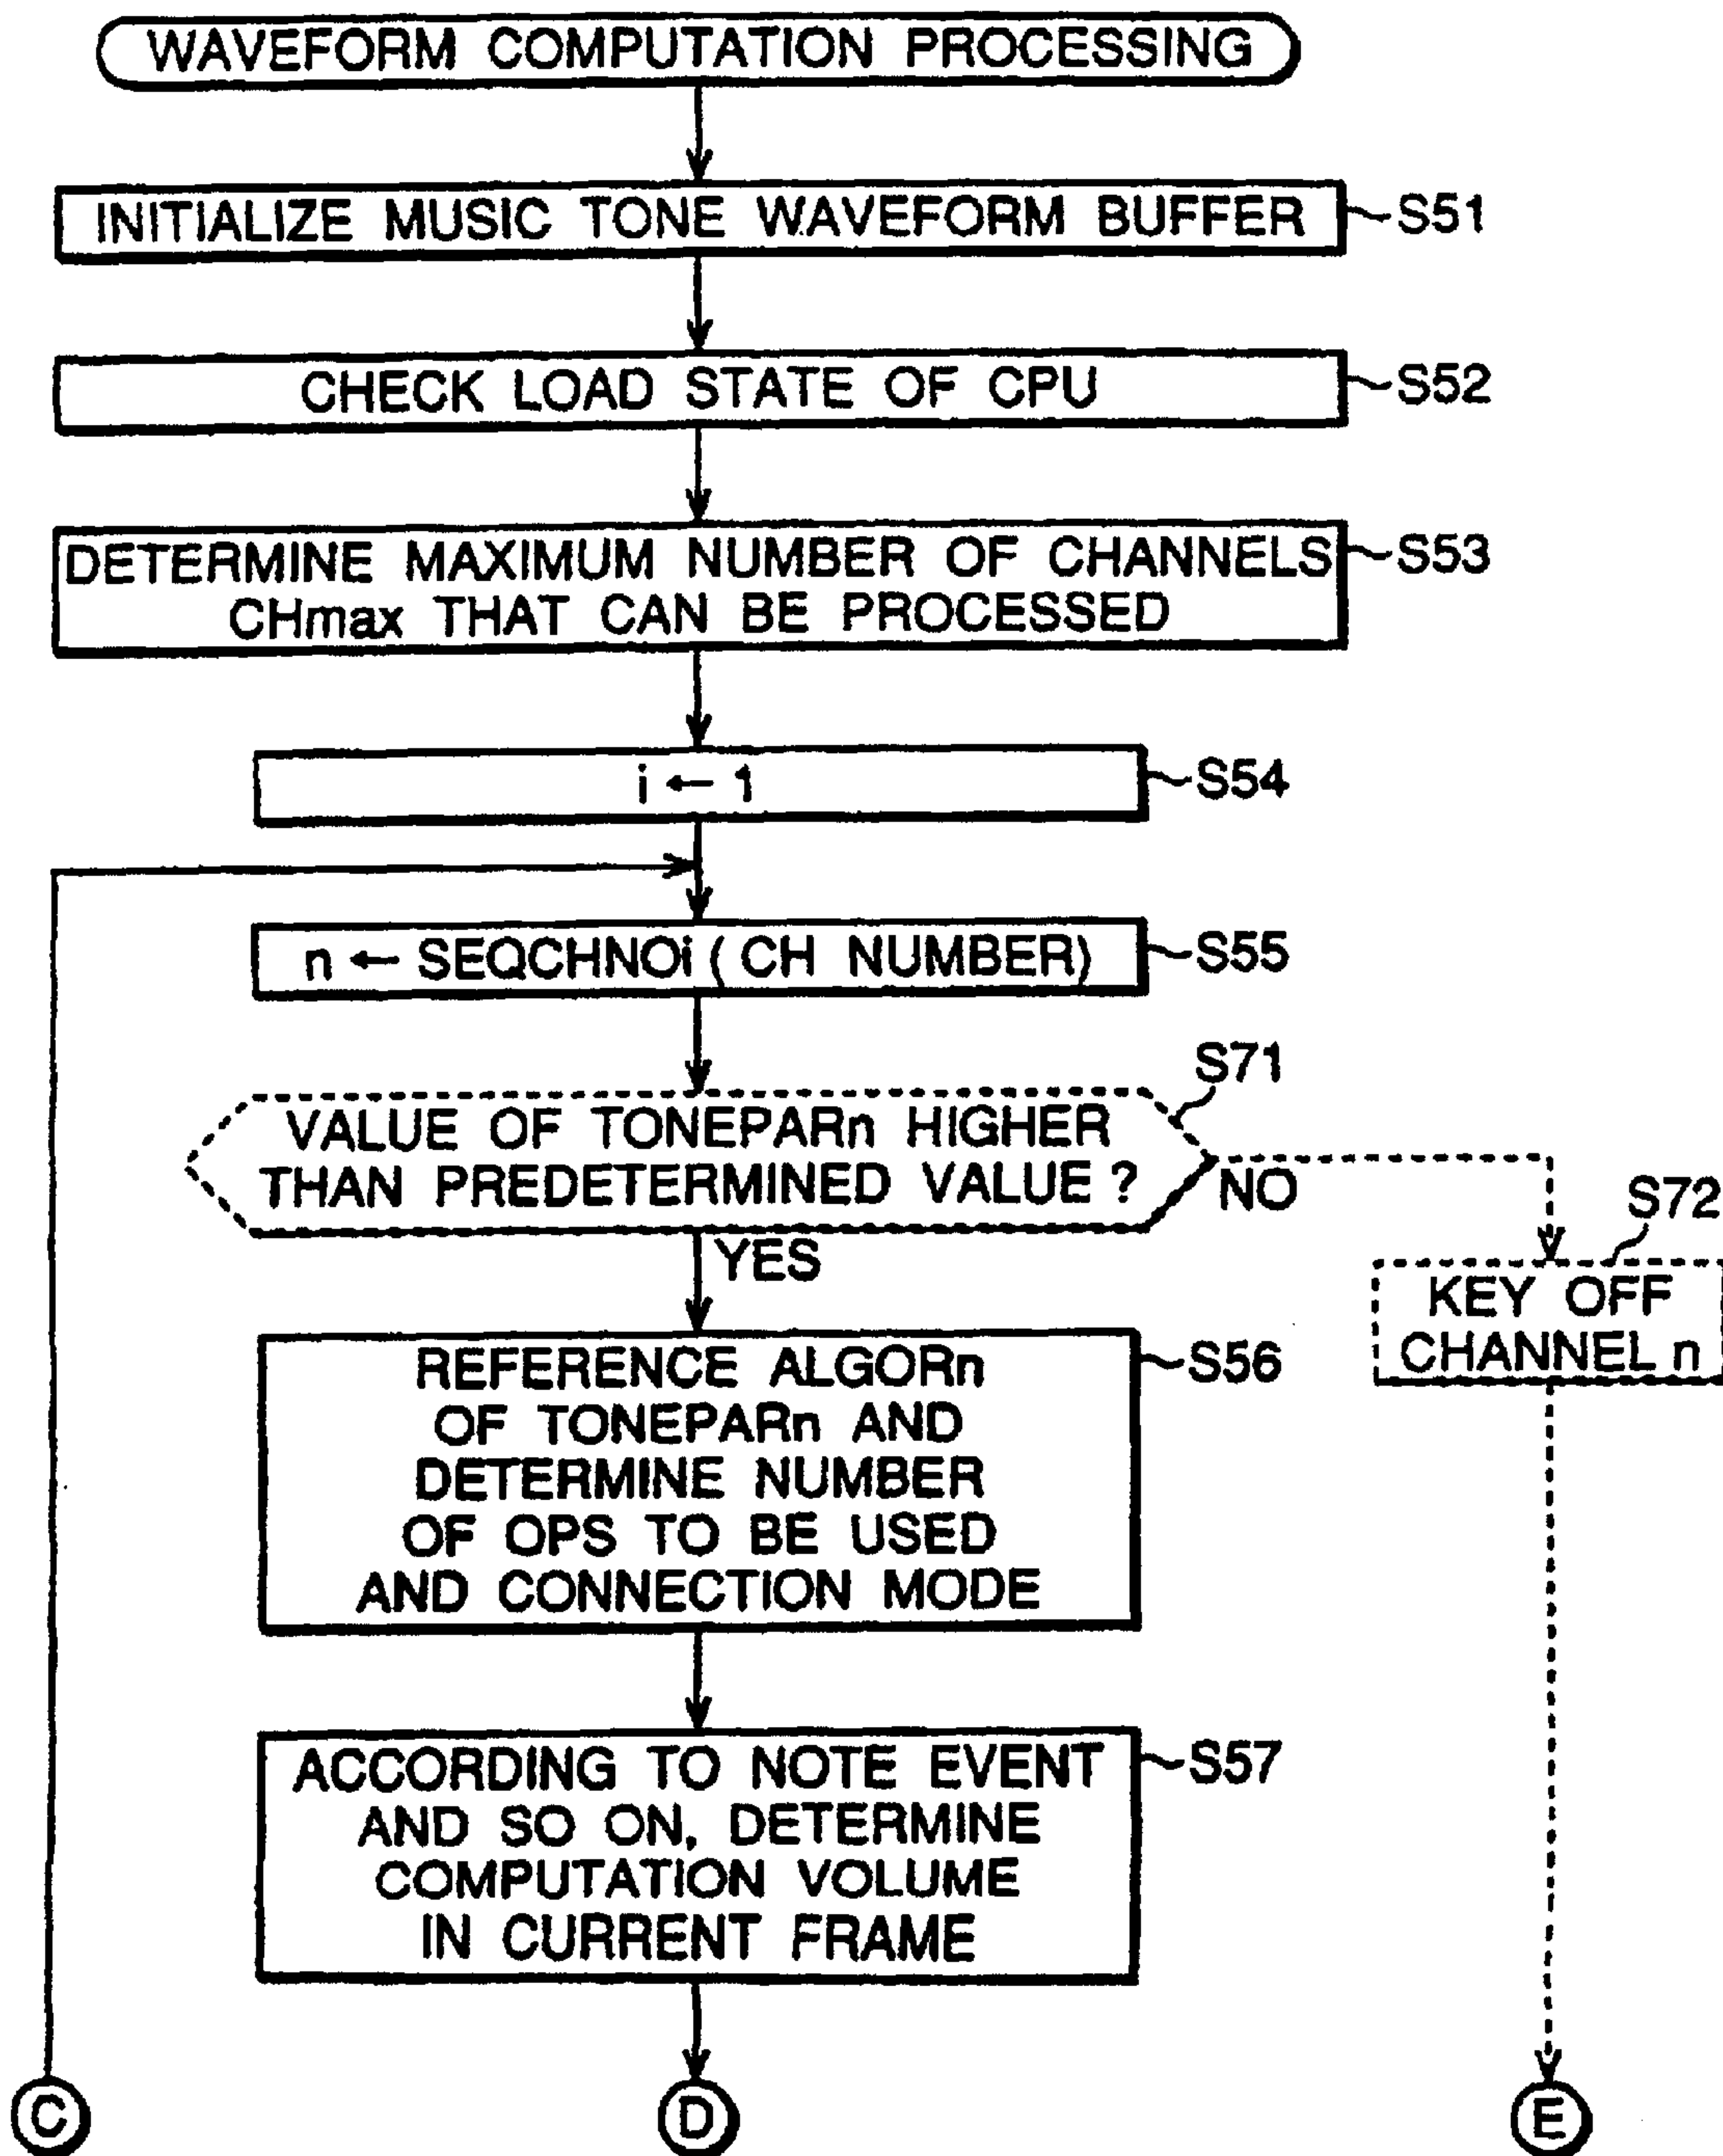 WAVEFORM COMPUTATION PROCESSING
INITIALIZE MUSIC TONE WAVEFORM BUFFER
S51
CHECK LOAD STATE OF CPU
S52
DETERMINE MAXIMUM NUMBER OF CHANNELS
CHmax THAT CAN BE PROCESSED
S53
i ← 1
S54
n ← SEQCHNOi ( CH NUMBER)
S55
S71
VALUE OF TONEPARn HIGHER
THAN PREDETERMINED VALUE ?
NO
YES
S72
KEY OFF
CHANNEL n
REFERENCE ALGORn
OF TONEPARn AND
DETERMINE NUMBER
OF OPS TO BE USED
AND CONNECTION MODE
S56
ACCORDING TO NOTE EVENT
AND SO ON, DETERMINE
COMPUTATION VOLUME
IN CURRENT FRAME
S57
C
D
E